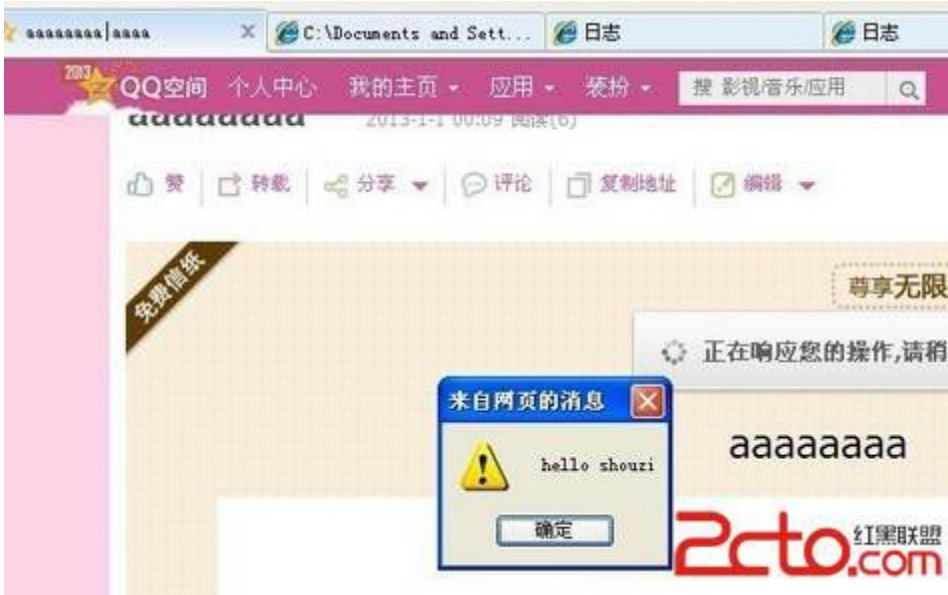 aaaaaaaa|aaaa
C:\Documents and Sett...
日志
日志
2013
QQ空间 个人中心 我的主页 应用 装扮 搜 影视/音乐/应用
aaaaaaaa 2013-1-1 00:09 阅读(6)
赞 转载 分享 评论 复制地址 编辑
免费信纸
尊享无限
正在响应您的操作,请稍
来自网页的消息
hello shouzi
确定
aaaaaaaa
2cto.com 红黑联盟